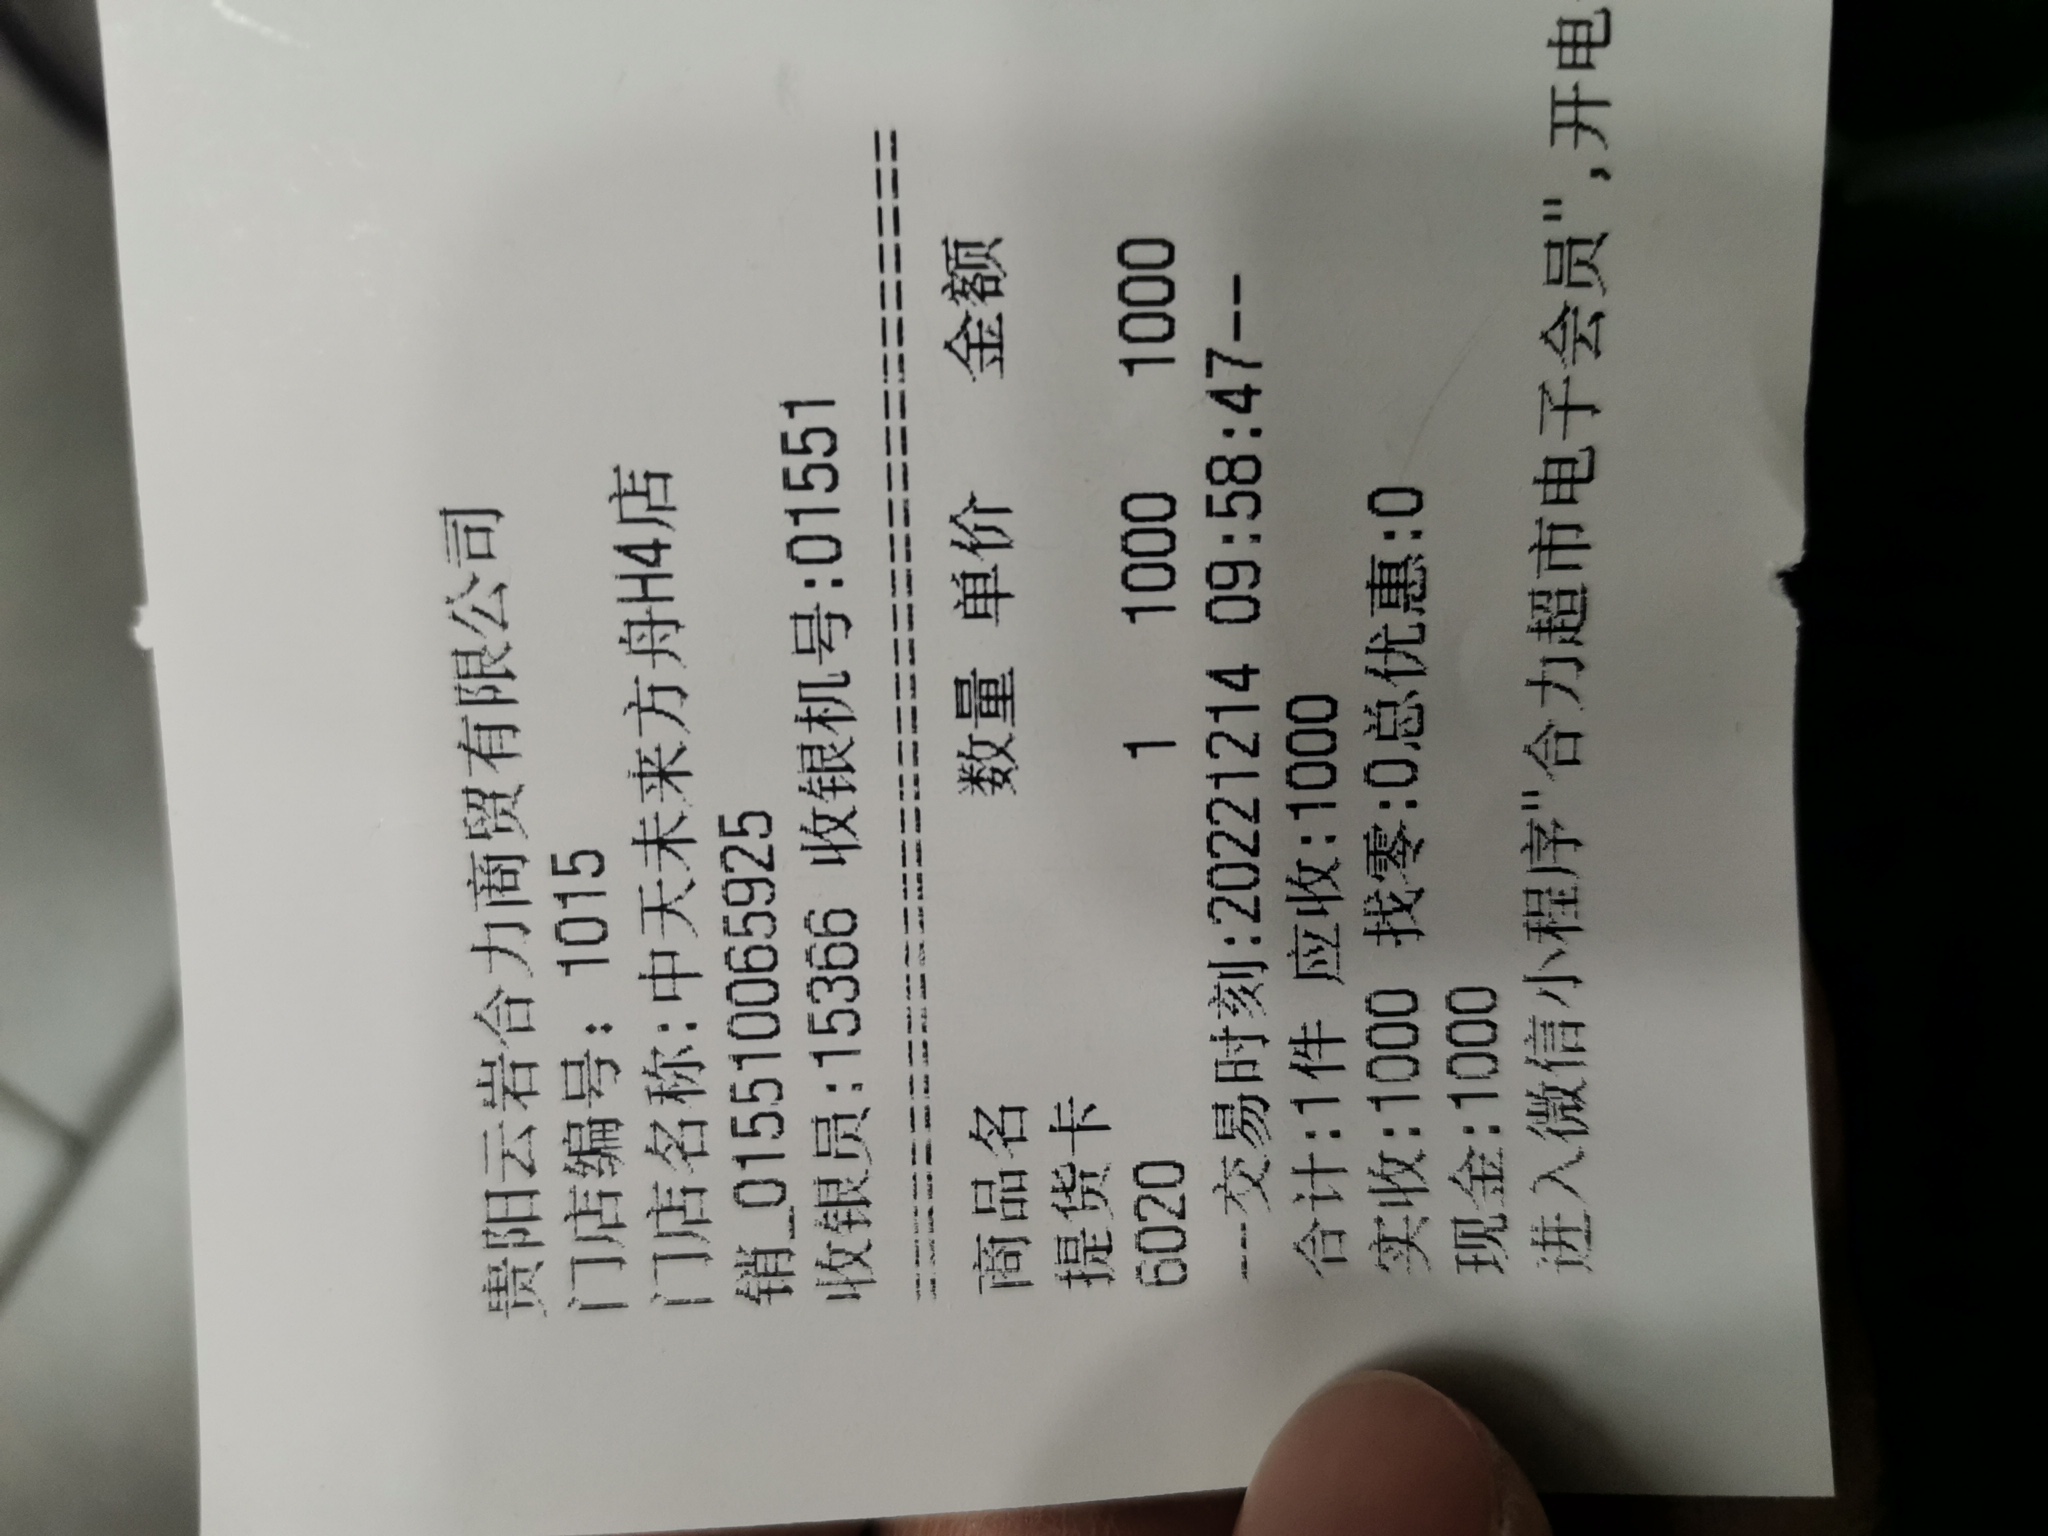 贵阳云岩合力商贸有限公司
门店编号: 1015
门店名称:中天未来方舟H4店
销_015510065925
收银员:15366 收银机号:01551
商品名 数量 单价 金额
提货卡
6020 1 1000 1000
---交易时刻:20221214 09:58:47--
合计:1件 应收:1000
实收:1000 找零:0总优惠:0
现金:1000
进入微信小程序"合力超市电子会员",开电